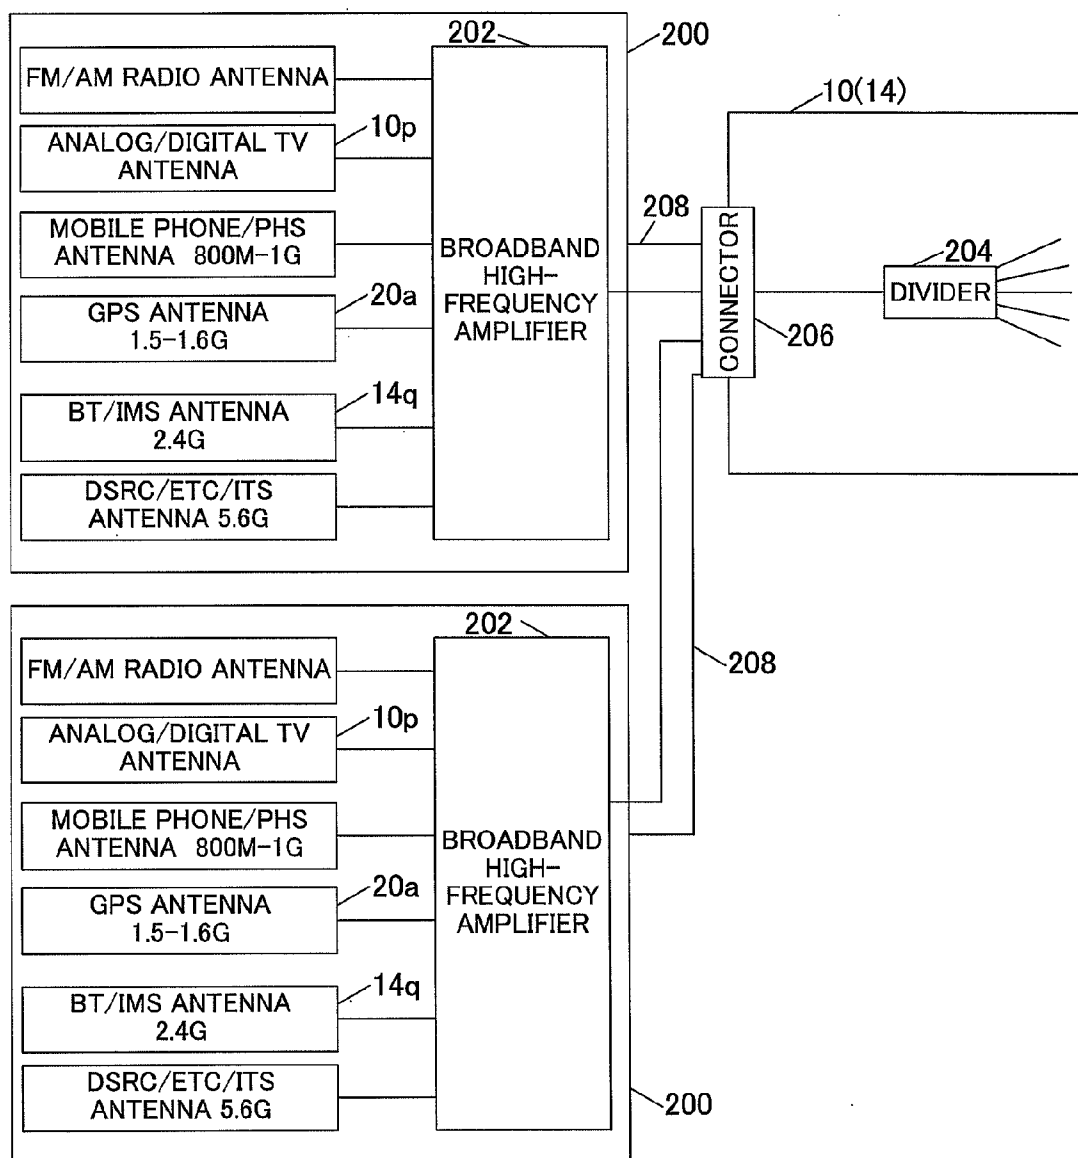 202
200
FM/AM RADIO ANTENNA
10p
ANALOG/DIGITAL TV
ANTENNA
MOBILE PHONE/PHS
ANTENNA 800M-1G
20a
GPS ANTENNA
1.5-1.6G
14q
BT/IMS ANTENNA
2.4G
DSRC/ETC/ITS
ANTENNA 5.6G
BROADBAND
HIGH-
FREQUENCY
AMPLIFIER
10(14)
208
CONNECTOR
206
204
DIVIDER
202
FM/AM RADIO ANTENNA
10p
ANALOG/DIGITAL TV
ANTENNA
MOBILE PHONE/PHS
ANTENNA 800M-1G
20a
GPS ANTENNA
1.5-1.6G
14q
BT/IMS ANTENNA
2.4G
DSRC/ETC/ITS
ANTENNA 5.6G
BROADBAND
HIGH-
FREQUENCY
AMPLIFIER
208
200